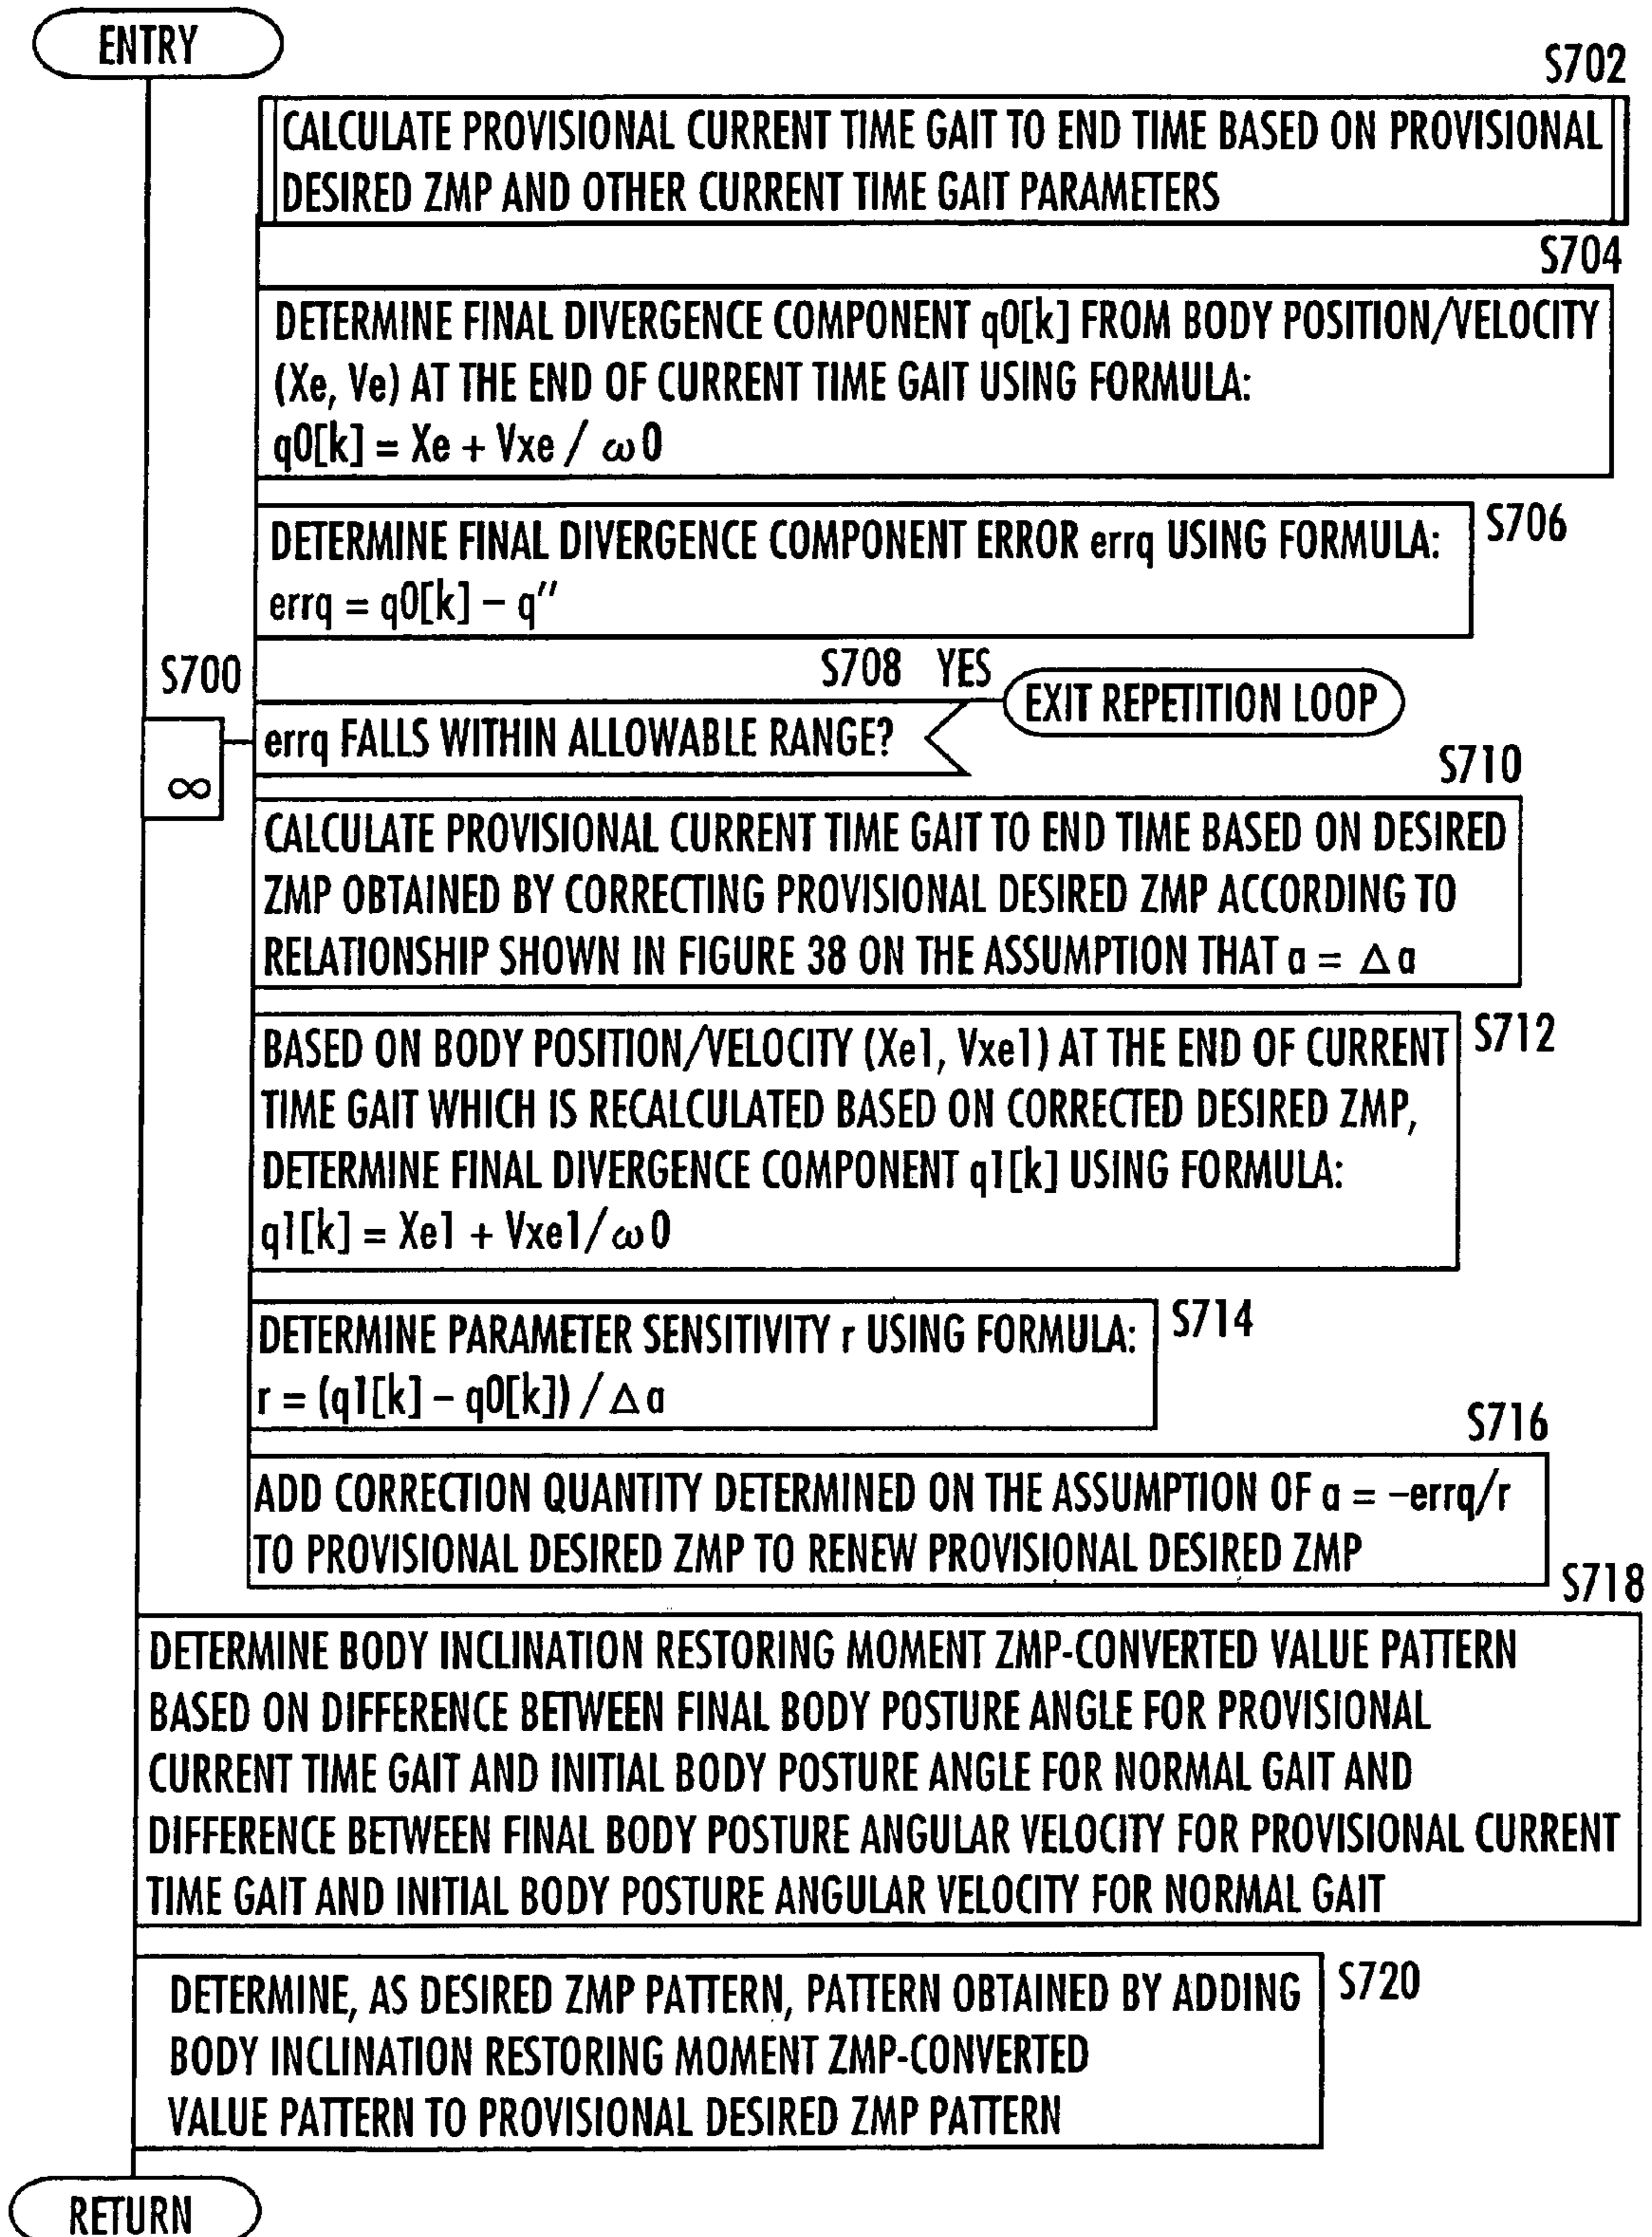 ENTRY
S702
CALCULATE PROVISIONAL CURRENT TIME GAIT TO END TIME BASED ON PROVISIONAL
DESIRED ZMP AND OTHER CURRENT TIME GAIT PARAMETERS
S704
DETERMINE FINAL DIVERGENCE COMPONENT q0[k] FROM BODY POSITION/VELOCITY
(Xe, Ve) AT THE END OF CURRENT TIME GAIT USING FORMULA:
q0[k] = Xe + Vxe / ω0
S706
DETERMINE FINAL DIVERGENCE COMPONENT ERROR errq USING FORMULA:
errq = q0[k] – q″
S700
∞
S708 YES
EXIT REPETITION LOOP
errq FALLS WITHIN ALLOWABLE RANGE?
S710
CALCULATE PROVISIONAL CURRENT TIME GAIT TO END TIME BASED ON DESIRED
ZMP OBTAINED BY CORRECTING PROVISIONAL DESIRED ZMP ACCORDING TO
RELATIONSHIP SHOWN IN FIGURE 38 ON THE ASSUMPTION THAT a = Δa
S712
BASED ON BODY POSITION/VELOCITY (Xe1, Vxe1) AT THE END OF CURRENT
TIME GAIT WHICH IS RECALCULATED BASED ON CORRECTED DESIRED ZMP,
DETERMINE FINAL DIVERGENCE COMPONENT q1[k] USING FORMULA:
q1[k] = Xe1 + Vxe1/ω0
S714
DETERMINE PARAMETER SENSITIVITY r USING FORMULA:
r = (q1[k] – q0[k]) / Δa
S716
ADD CORRECTION QUANTITY DETERMINED ON THE ASSUMPTION OF a = –errq/r
TO PROVISIONAL DESIRED ZMP TO RENEW PROVISIONAL DESIRED ZMP
S718
DETERMINE BODY INCLINATION RESTORING MOMENT ZMP-CONVERTED VALUE PATTERN
BASED ON DIFFERENCE BETWEEN FINAL BODY POSTURE ANGLE FOR PROVISIONAL
CURRENT TIME GAIT AND INITIAL BODY POSTURE ANGLE FOR NORMAL GAIT AND
DIFFERENCE BETWEEN FINAL BODY POSTURE ANGULAR VELOCITY FOR PROVISIONAL CURRENT
TIME GAIT AND INITIAL BODY POSTURE ANGULAR VELOCITY FOR NORMAL GAIT
S720
DETERMINE, AS DESIRED ZMP PATTERN, PATTERN OBTAINED BY ADDING
BODY INCLINATION RESTORING MOMENT ZMP-CONVERTED
VALUE PATTERN TO PROVISIONAL DESIRED ZMP PATTERN
RETURN